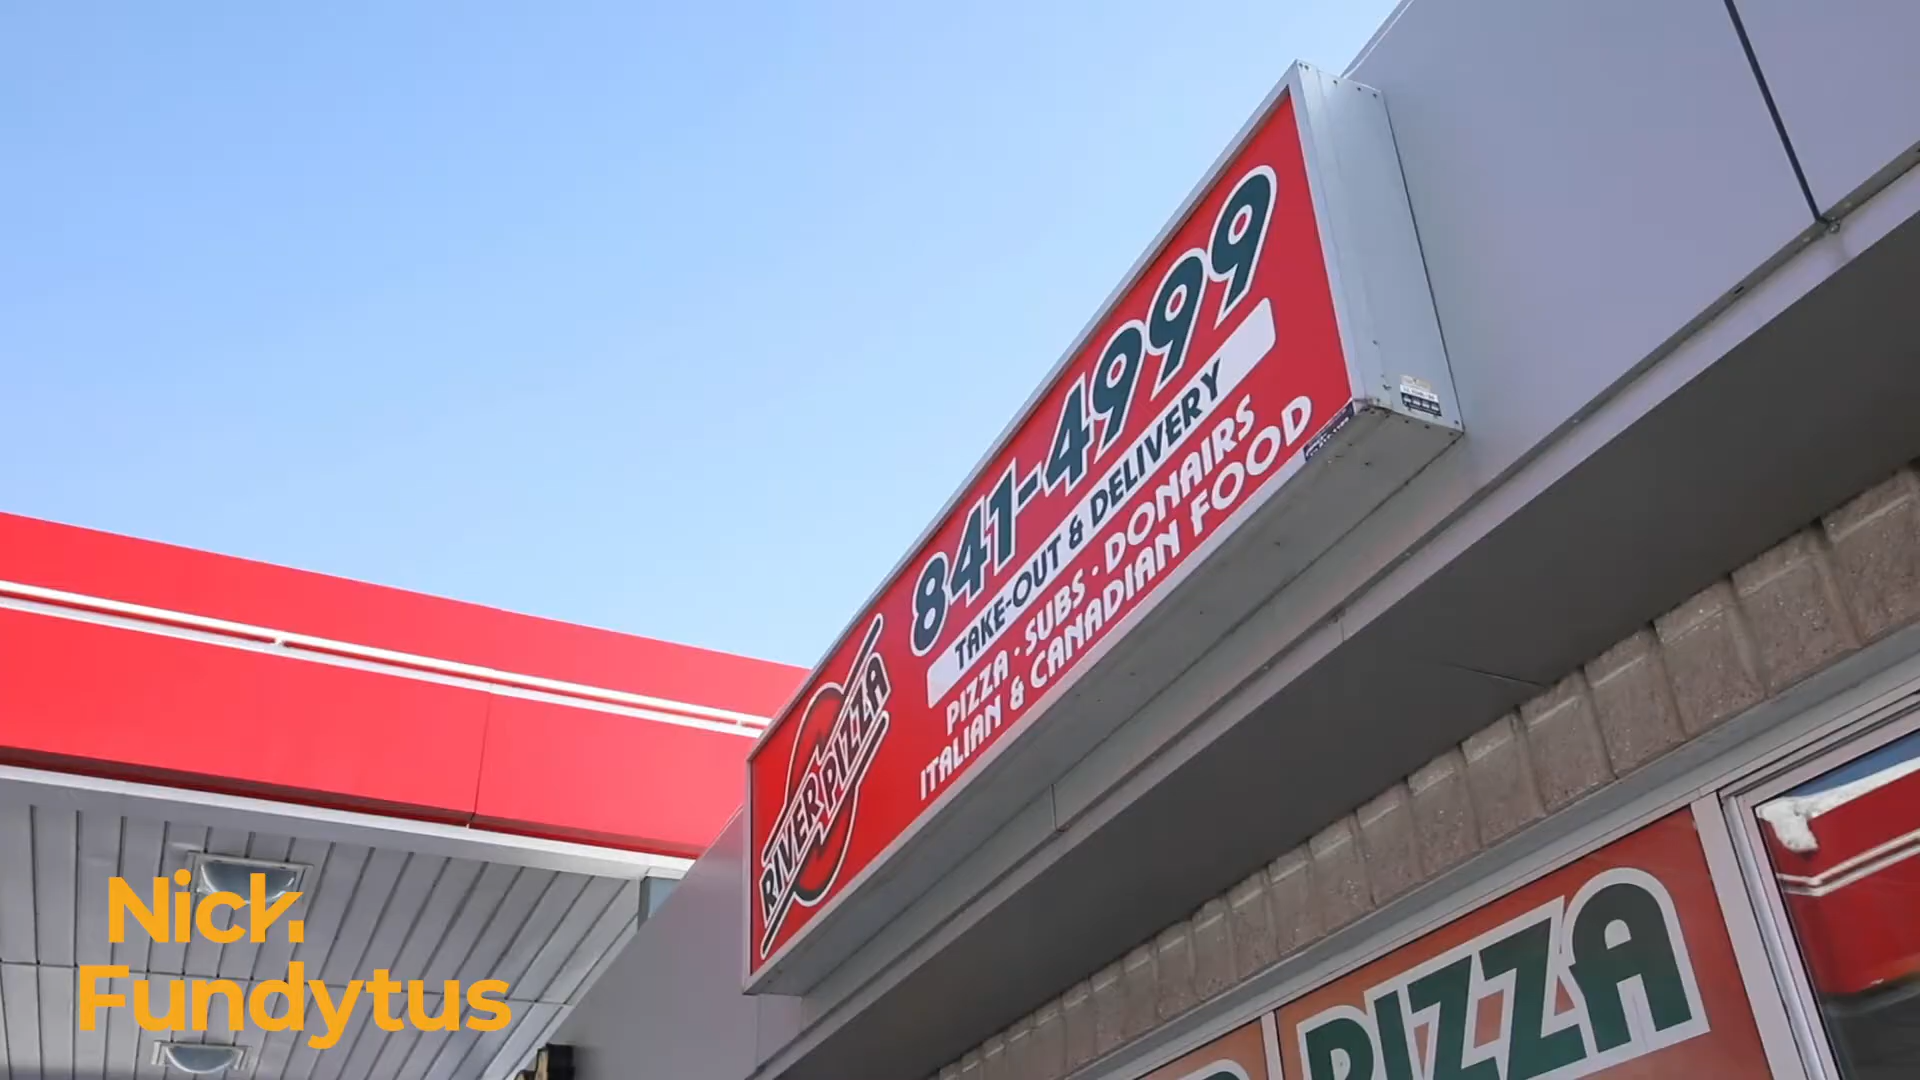 841-4999
TAKE-OUT & DELIVERY
PIZZA · SUBS · DONAIRS
ITALIAN & CANADIAN FOOD
RIVER PIZZA
PIZZA
Nick
Fundytus